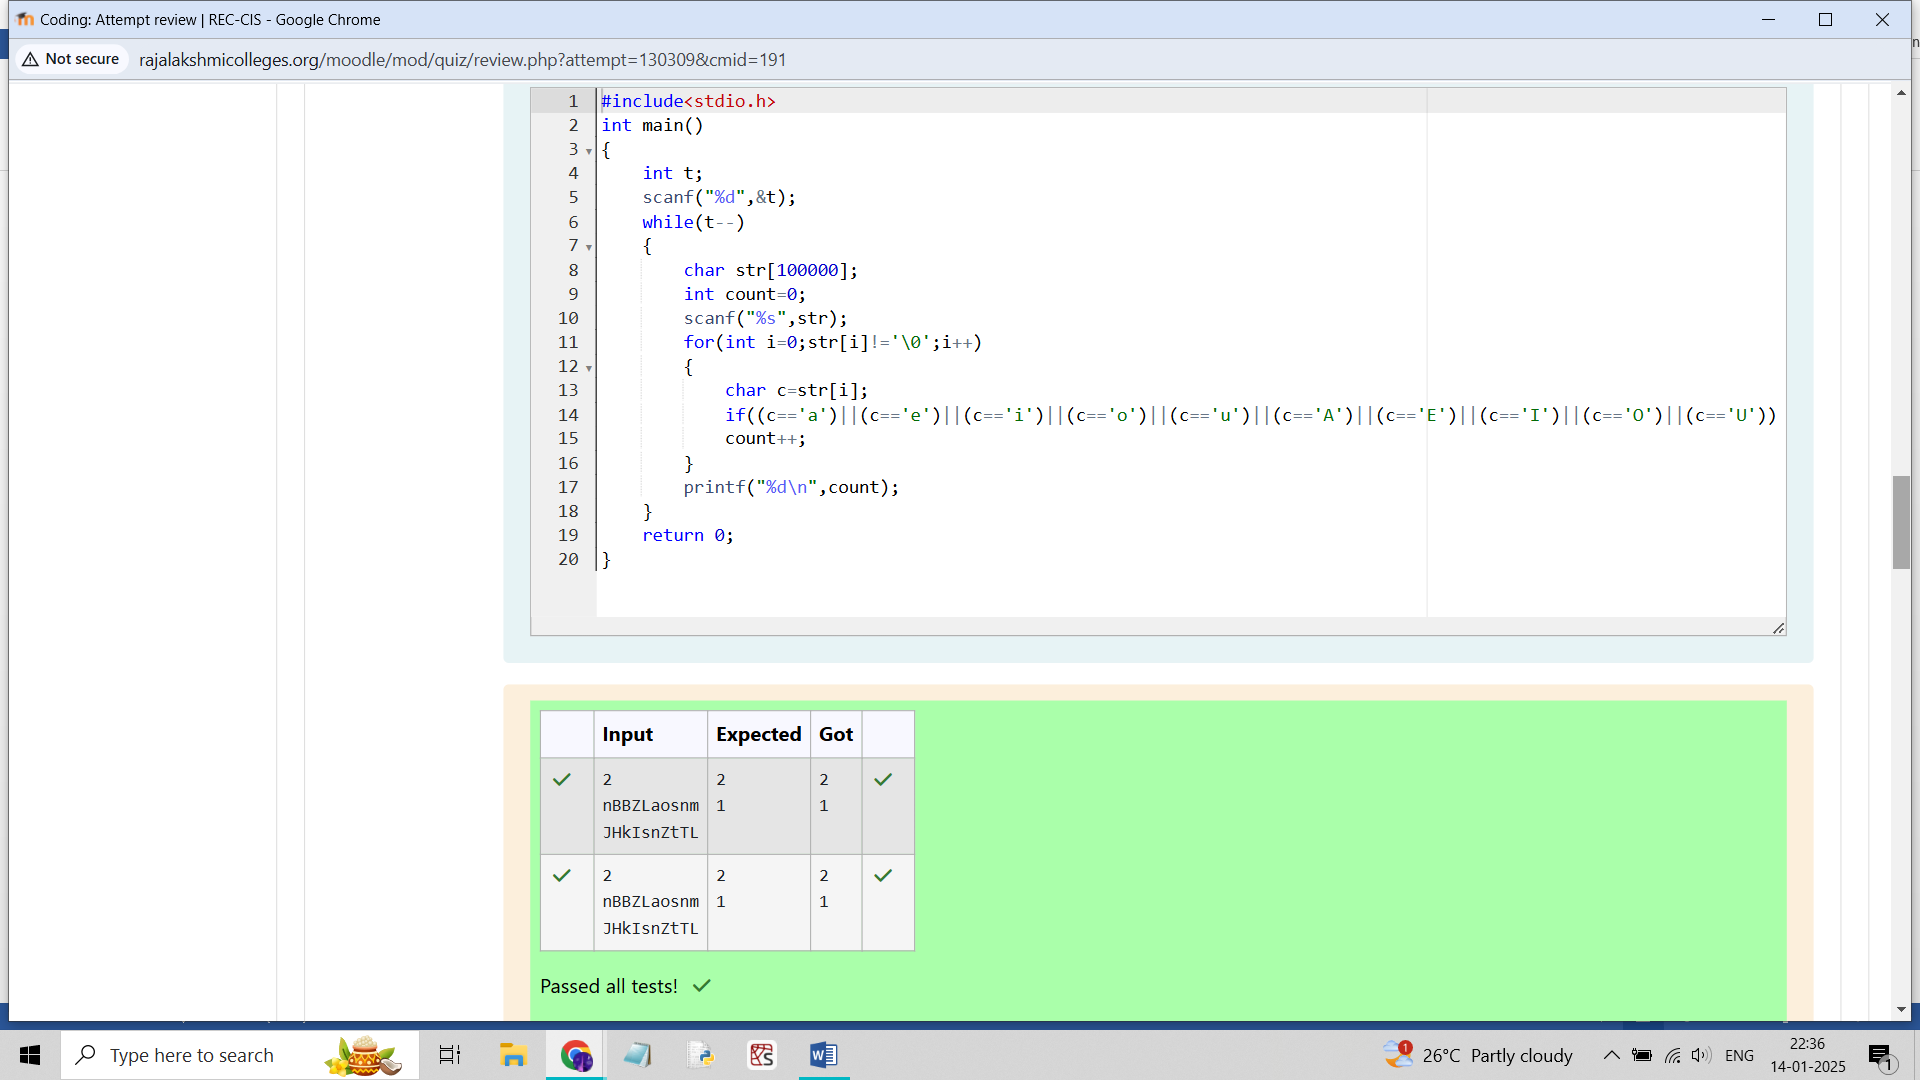 Coding: Attempt review | REC-CIS - Google Chrome
Not secure
rajalakshmicolleges.org/moodle/mod/quiz/review.php?attempt=130309&cmid=191
1 #include<stdio.h>
2 int main()
3 {
4     int t;
5     scanf("%d",&t);
6     while(t--)
7     {
8         char str[100000];
9         int count=0;
10         scanf("%s",str);
11         for(int i=0;str[i]!='\0';i++)
12         {
13             char c=str[i];
14             if((c=='a')||(c=='e')||(c=='i')||(c=='o')||(c=='u')||(c=='A')||(c=='E')||(c=='I')||(c=='O')||(c=='U'))
15             count++;
16         }
17         printf("%d\n",count);
18     }
19     return 0;
20 }
Input Expected Got
2 2 2
nBBZLaosnm 1 1
JHkIsnZtTL
2 2 2
nBBZLaosnm 1 1
JHkIsnZtTL
Passed all tests!
Type here to search
1
26°C Partly cloudy
ENG
22:36
14-01-2025
1